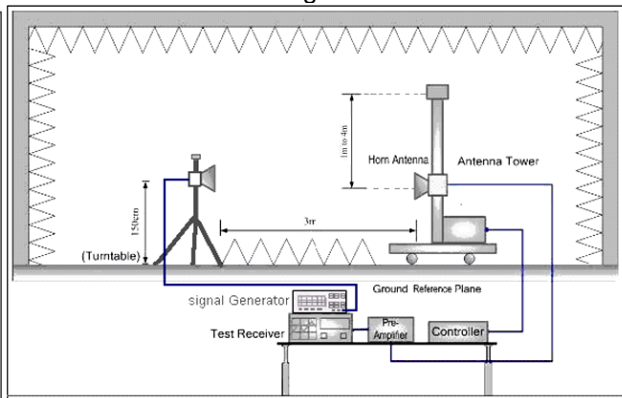 1m to 4m
Horn Antenna
Antenna Tower
150cm
3m
(Turntable)
Ground Reference Plane
signal Generator
Test Receiver
Pre-
Amplifier
Controller